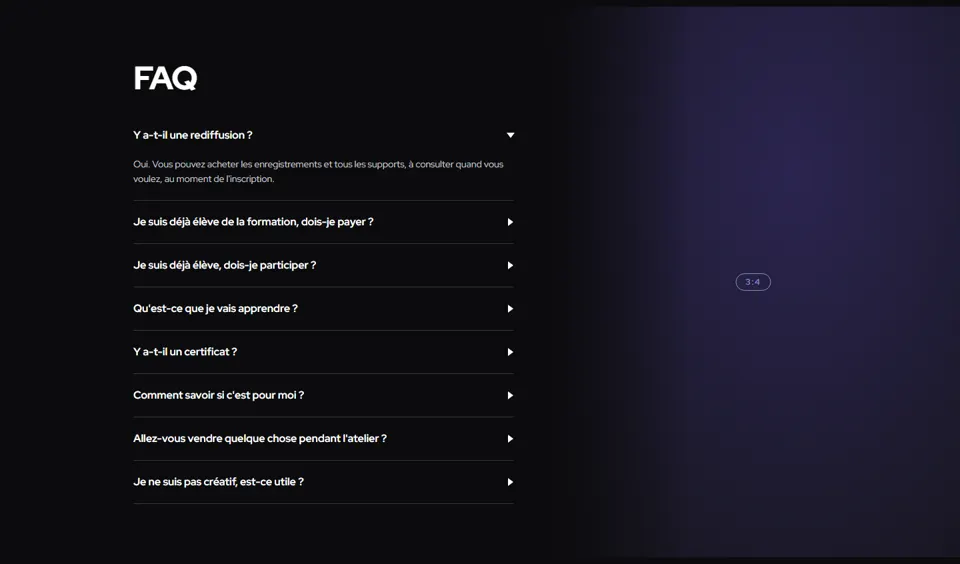 FAQ
Y a-t-il une rediffusion ?
Oui. Vous pouvez acheter les enregistrements et tous les supports, à consulter quand vous
voulez, au moment de l'inscription.
Je suis déjà élève de la formation, dois-je payer ?
Je suis déjà élève, dois-je participer ?
Qu'est-ce que je vais apprendre ?
Y a-t-il un certificat ?
Comment savoir si c'est pour moi ?
Allez-vous vendre quelque chose pendant l'atelier ?
Je ne suis pas créatif, est-ce utile ?
3:4